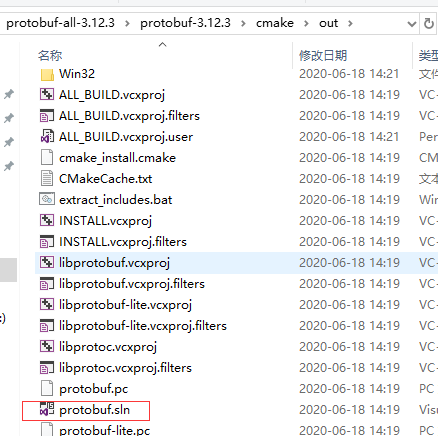 protobuf-all-3.12.3 > protobuf-3.12.3 > cmake > out >
名称 修改日期 类型
Win32 2020-06-18 14:21 文件
ALL_BUILD.vcxproj 2020-06-18 14:19 VC-
ALL_BUILD.vcxproj.filters 2020-06-18 14:19 VC-
ALL_BUILD.vcxproj.user 2020-06-18 14:21 Per
cmake_install.cmake 2020-06-18 14:19 CM
CMakeCache.txt 2020-06-18 14:19 文本
extract_includes.bat 2020-06-18 14:19 Win
INSTALL.vcxproj 2020-06-18 14:19 VC-
INSTALL.vcxproj.filters 2020-06-18 14:19 VC-
libprotobuf.vcxproj 2020-06-18 14:19 VC-
libprotobuf.vcxproj.filters 2020-06-18 14:19 VC-
libprotobuf-lite.vcxproj 2020-06-18 14:19 VC-
libprotobuf-lite.vcxproj.filters 2020-06-18 14:19 VC-
:) libprotoc.vcxproj 2020-06-18 14:19 VC-
libprotoc.vcxproj.filters 2020-06-18 14:19 VC-
protobuf.pc 2020-06-18 14:19 PC
protobuf.sln 2020-06-18 14:19 Visu
protobuf-lite.pc 2020-06-18 14:19 PC